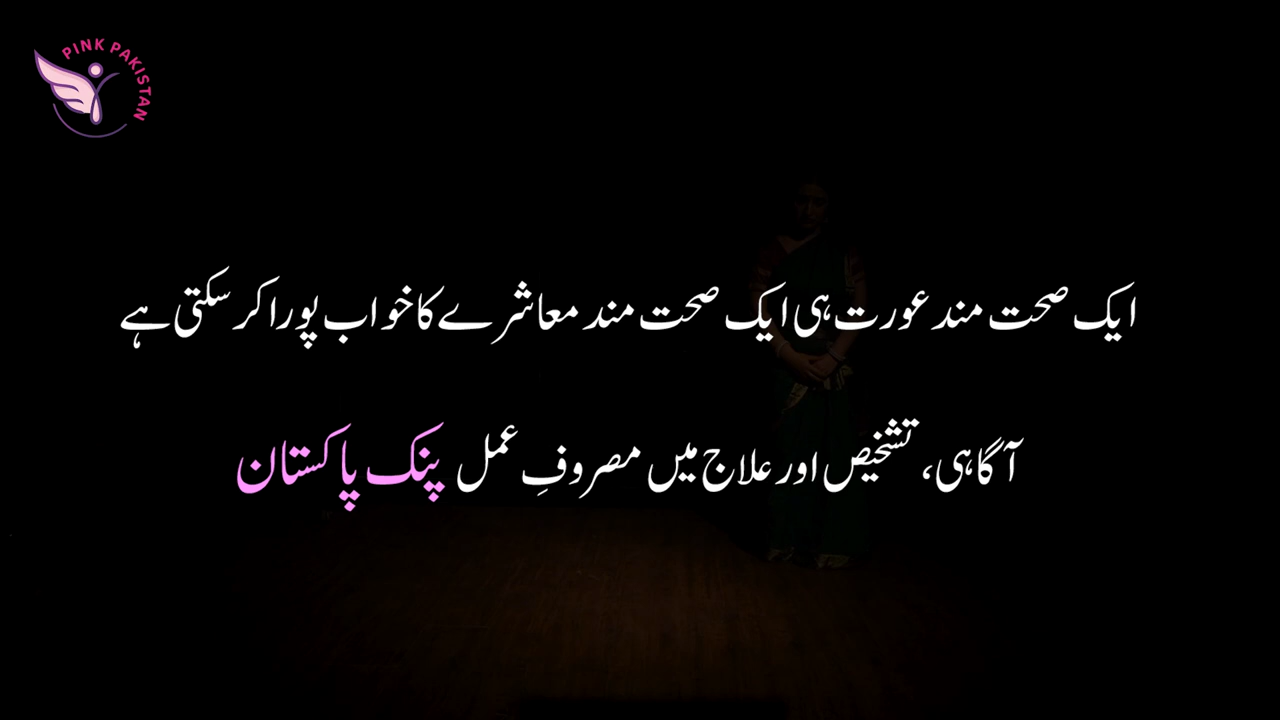 PINK PAKISTAN
ایک صحت مند عورت ہی ایک صحت مند معاشرے کا خواب پورا کر سکتی ہے
آگاہی، تشخیص اور علاج میں مصروفِ عمل پنک پاکستان